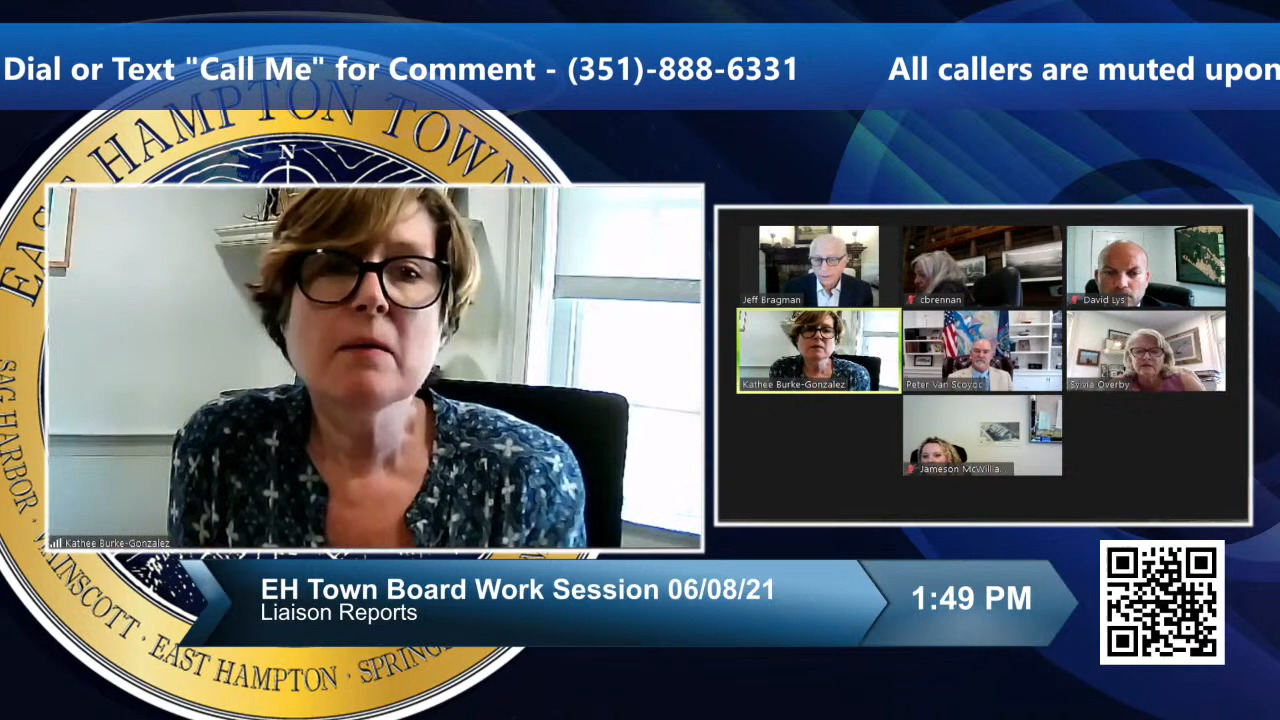 Dial or Text "Call Me" for Comment - (351)-888-6331 All callers are muted upon
EAST HAMPTON TOWN
N
Jeff Bragman
cbrennan
David Lys
Kathee Burke-Gonzalez
Peter Van Scoyoc
Sylvia Overby
Jameson McWillia...
Kathee Burke-Gonzalez
SAG HARBOR · WAINSCOTT · EAST HAMPTON ·
EH Town Board Work Session 06/08/21
Liaison Reports
1:49 PM